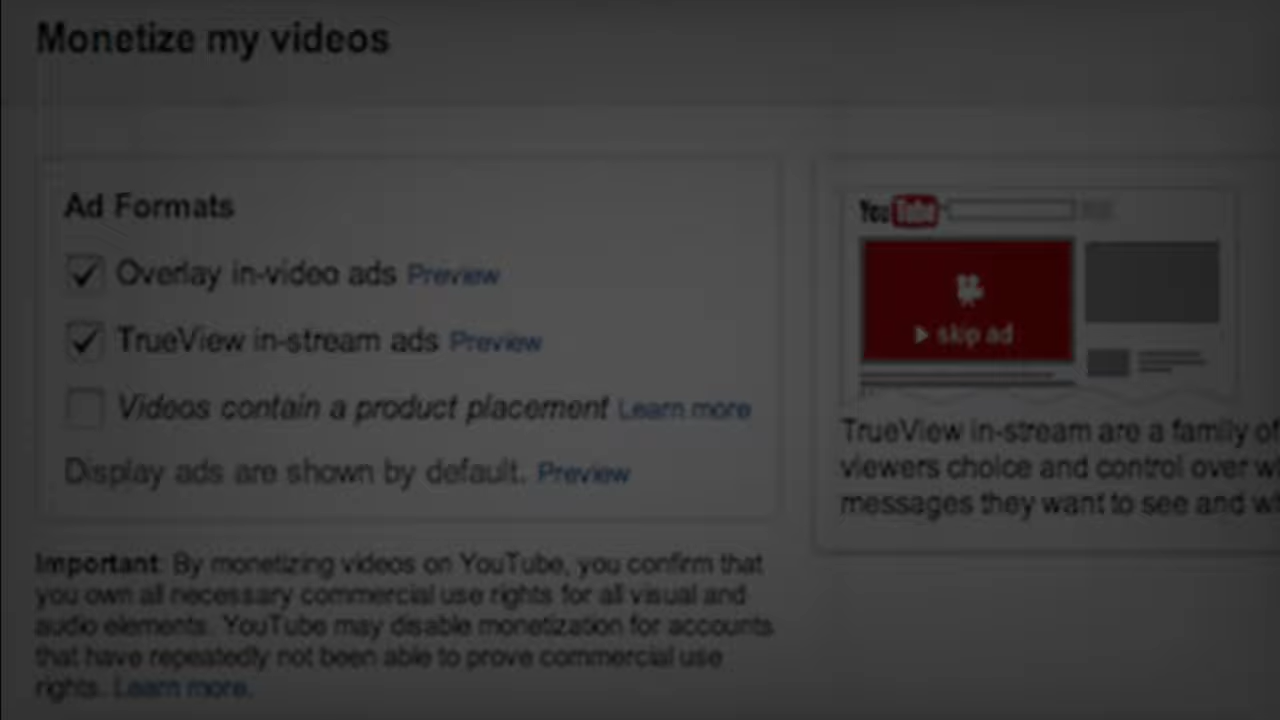 Monetize my videos
Ad Formats
Overlay in-video ads Preview
TrueView in-stream ads Preview
Videos contain a product placement Learn more
Display ads are shown by default. Preview
Important: By monetizing videos on YouTube, you confirm that
you own all necessary commercial use rights for all visual and
audio elements. YouTube may disable monetization for accounts
that have repeatedly not been able to prove commercial use
rights. Learn more.
YouTube
skip ad
TrueView in-stream are a family of
viewers choice and control over
messages they want to see and